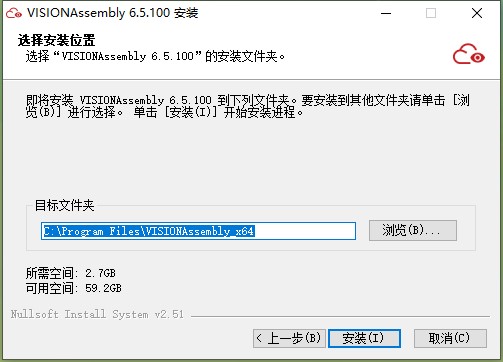 VISIONAssembly 6.5.100 安装
选择安装位置
选择“VISIONAssembly 6.5.100”的安装文件夹。
即将安装 VISIONAssembly 6.5.100 到下列文件夹。要安装到其他文件夹请单击 [浏
览(B)] 进行选择。 单击 [安装(I)] 开始安装进程。
目标文件夹
C:\Program Files\VISIONAssembly_x64
浏览(B)...
所需空间: 2.7GB
可用空间: 59.2GB
Nullsoft Install System v2.51
< 上一步(B)
安装(I)
取消(C)